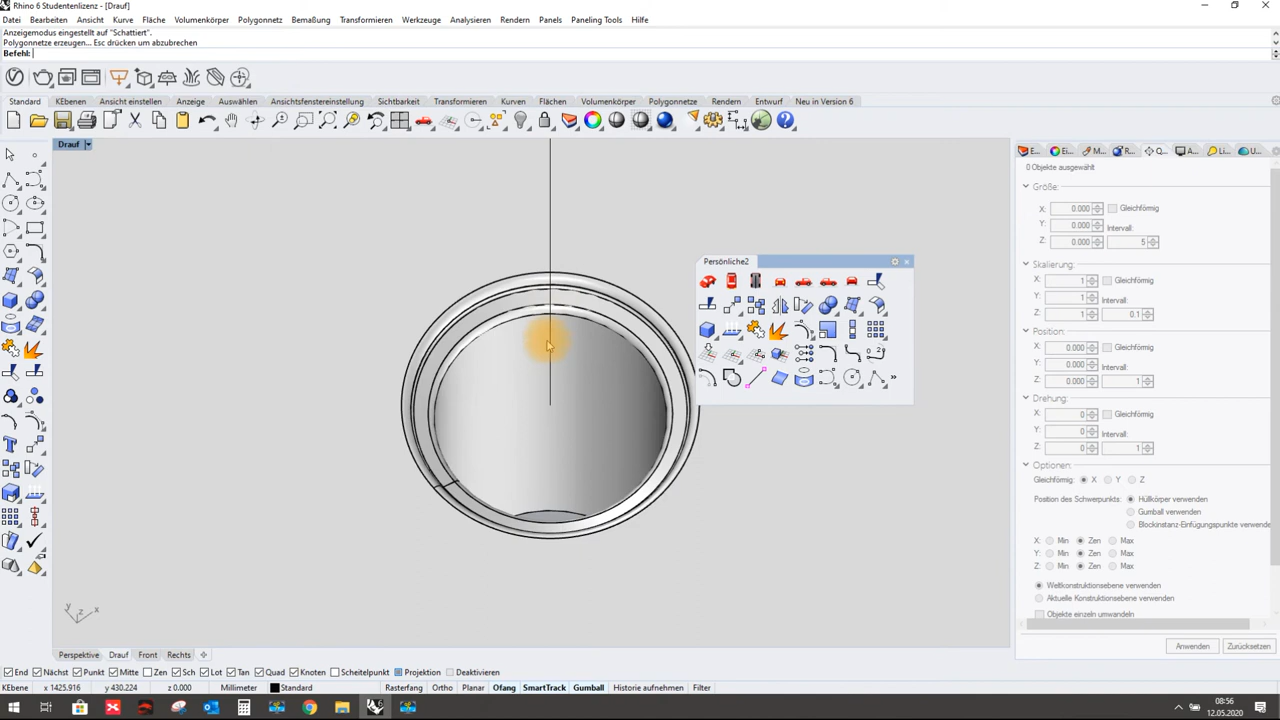 Rhino 6 Studentenlizenz - [Drauf]
Datei Bearbeiten Ansicht Kurve Fläche Volumenkörper Polygonnetz Bemaßung Transformieren Werkzeuge Analysieren Rendern Panels Paneling Tools Hilfe
Anzeigemodus eingestellt auf "Schattiert".
Polygonnetze erzeugen... Esc drücken um abzubrechen
Befehl:
Standard KEbenen Ansicht einstellen Anzeige Auswählen Ansichtsfenstereinstellung Sichtbarkeit Transformieren Kurven Flächen Volumenkörper Polygonnetze Rendern Entwurf Neu in Version 6
Drauf
E... Ei... M... R... Q... A... Li... U...
0 Objekte ausgewählt
Größe:
X: 0.000 Gleichförmig
Y: 0.000 Intervall:
Z: 0.000 5
Skalierung:
X: 1 Gleichförmig
Y: 1 Intervall:
Z: 1 0.1
Position:
X: 0.000 Gleichförmig
Y: 0.000 Intervall:
Z: 0.000 1
Drehung:
X: 0 Gleichförmig
Y: 0 Intervall:
Z: 0 1
Optionen:
Gleichförmig: X Y Z
Position des Schwerpunkts: Hüllkörper verwenden
Gumball verwenden
Blockinstanz-Einfügungspunkte verwende
X: Min Zen Max
Y: Min Zen Max
Z: Min Zen Max
Weltkonstruktionsebene verwenden
Aktuelle Konstruktionsebene verwenden
Objekte einzeln umwandeln
Anwenden Zurücksetzen
Persönliche2
y z x
Perspektive Drauf Front Rechts
End Nächst Punkt Mitte Zen Sch Lot Tan Quad Knoten Scheitelpunkt Projektion Deaktivieren
KEbene x 1425.916 y 430.224 z 0.000 Millimeter Standard Rasterfang Ortho Planar Ofang SmartTrack Gumball Historie aufnehmen Filter
08:56
12.05.2020